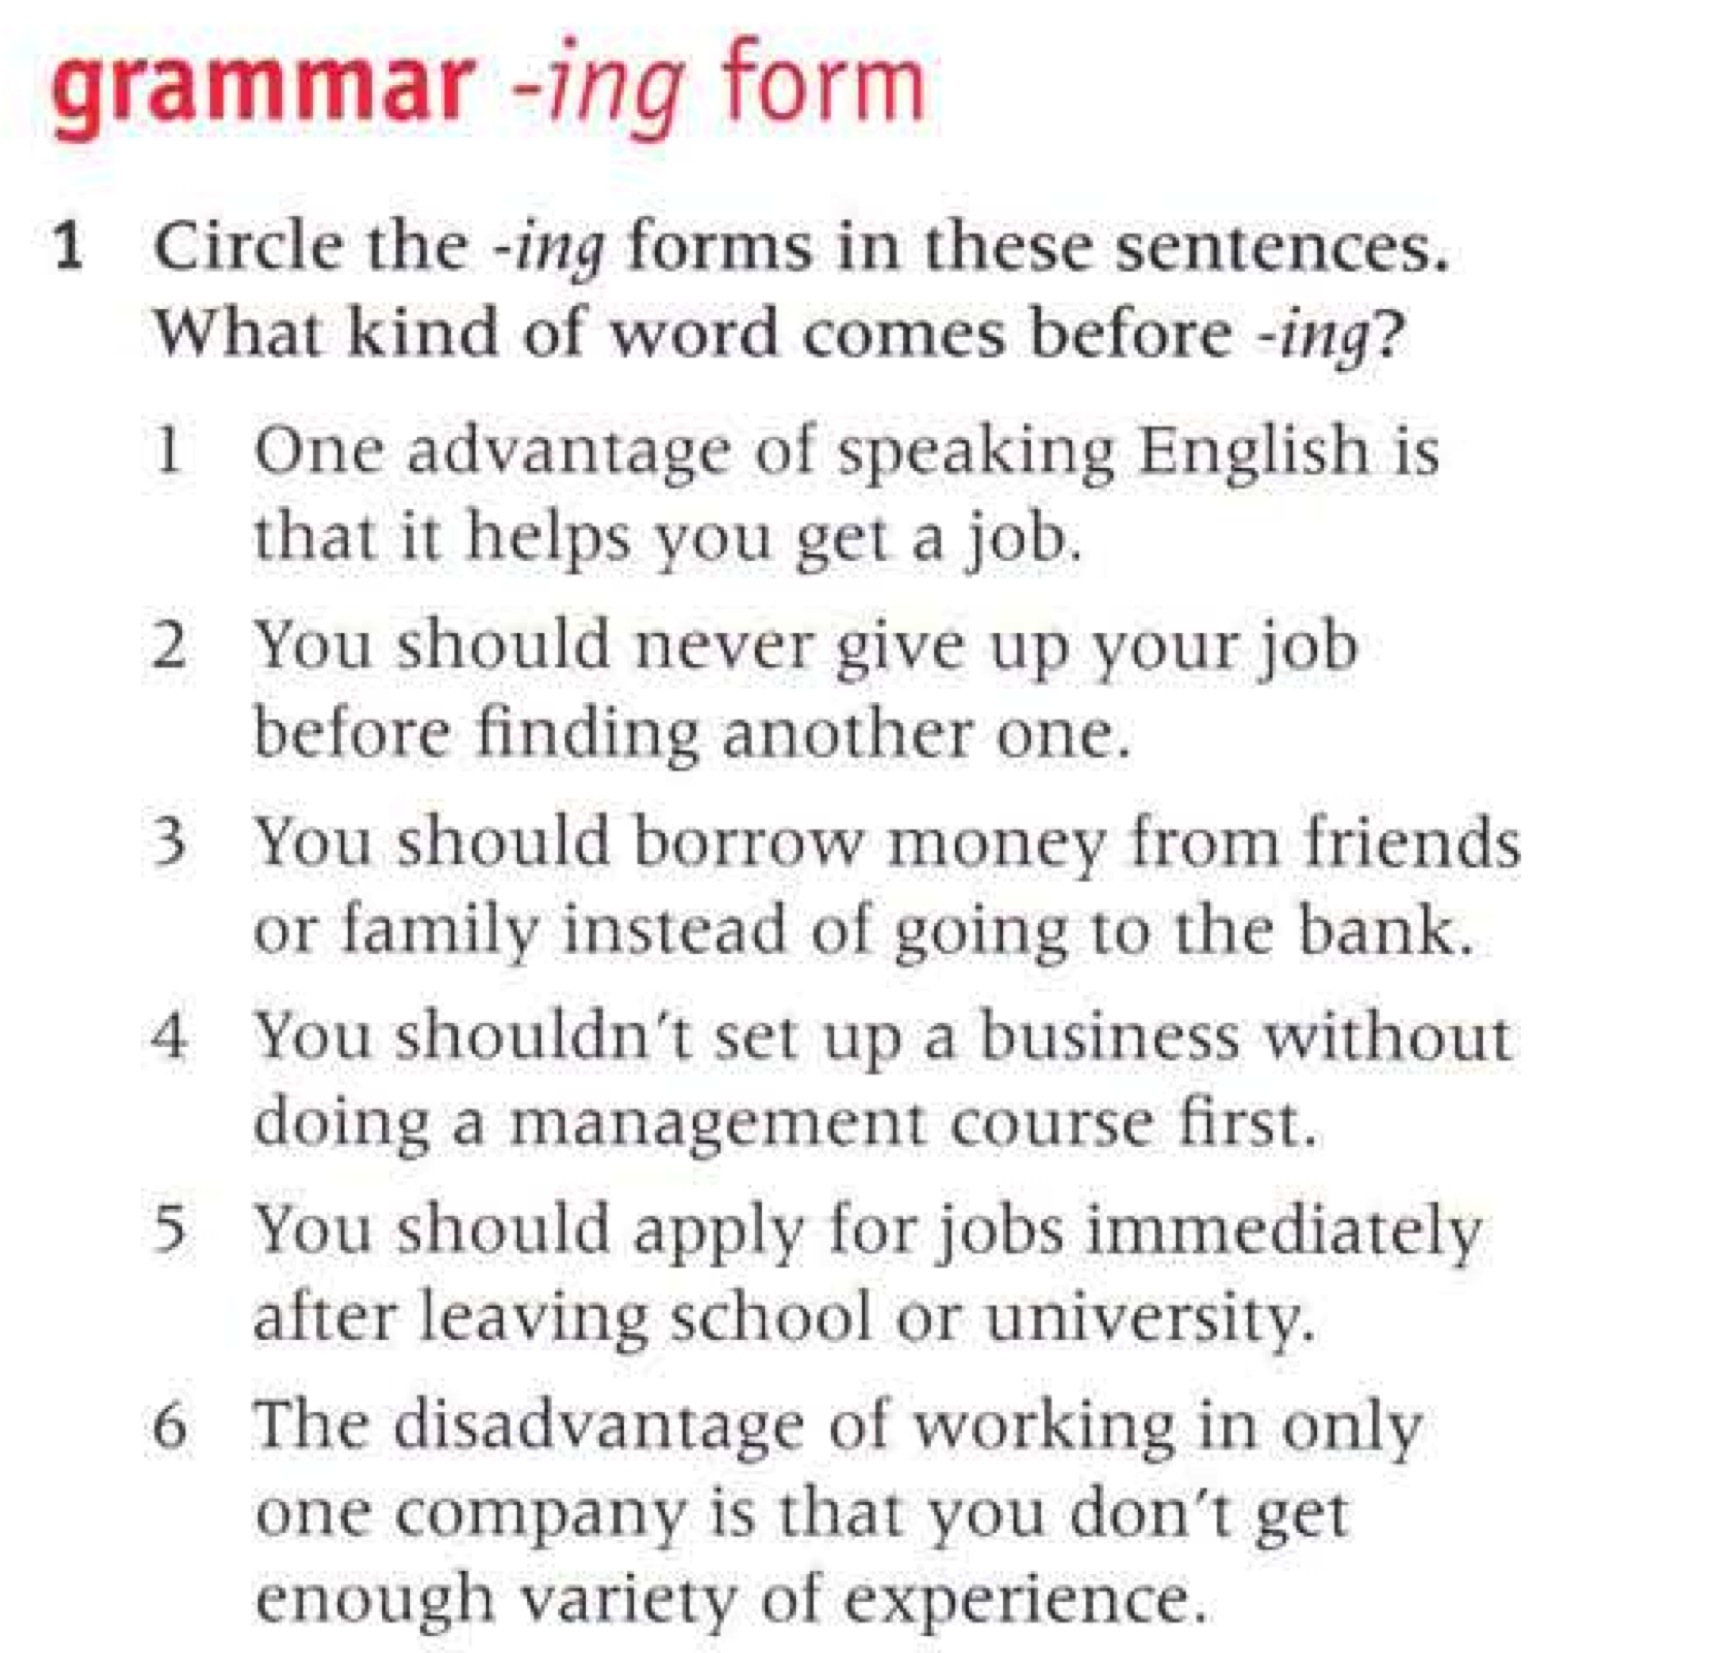 grammar -ing form
1 Circle the -ing forms in these sentences.
What kind of word comes before -ing?
1 One advantage of speaking English is
that it helps you get a job.
2 You should never give up your job
before finding another one.
3 You should borrow money from friends
or family instead of going to the bank.
4 You shouldn't set up a business without
doing a management course first.
5 You should apply for jobs immediately
after leaving school or university.
6 The disadvantage of working in only
one company is that you don't get
enough variety of experience.